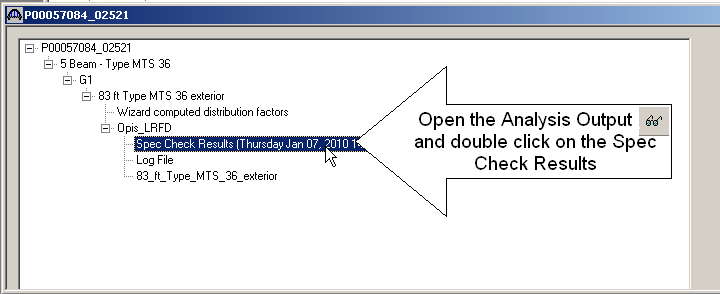 P00057084_02521
P00057084_02521
5 Beam - Type MTS 36
G1
83 ft Type MTS 36 exterior
Wizard computed distribution factors
Opis_LRFD
Spec Check Results (Thursday Jan 07, 2010 1
Log File
83_ft_Type_MTS_36_exterior
Open the Analysis Output
and double click on the Spec
Check Results